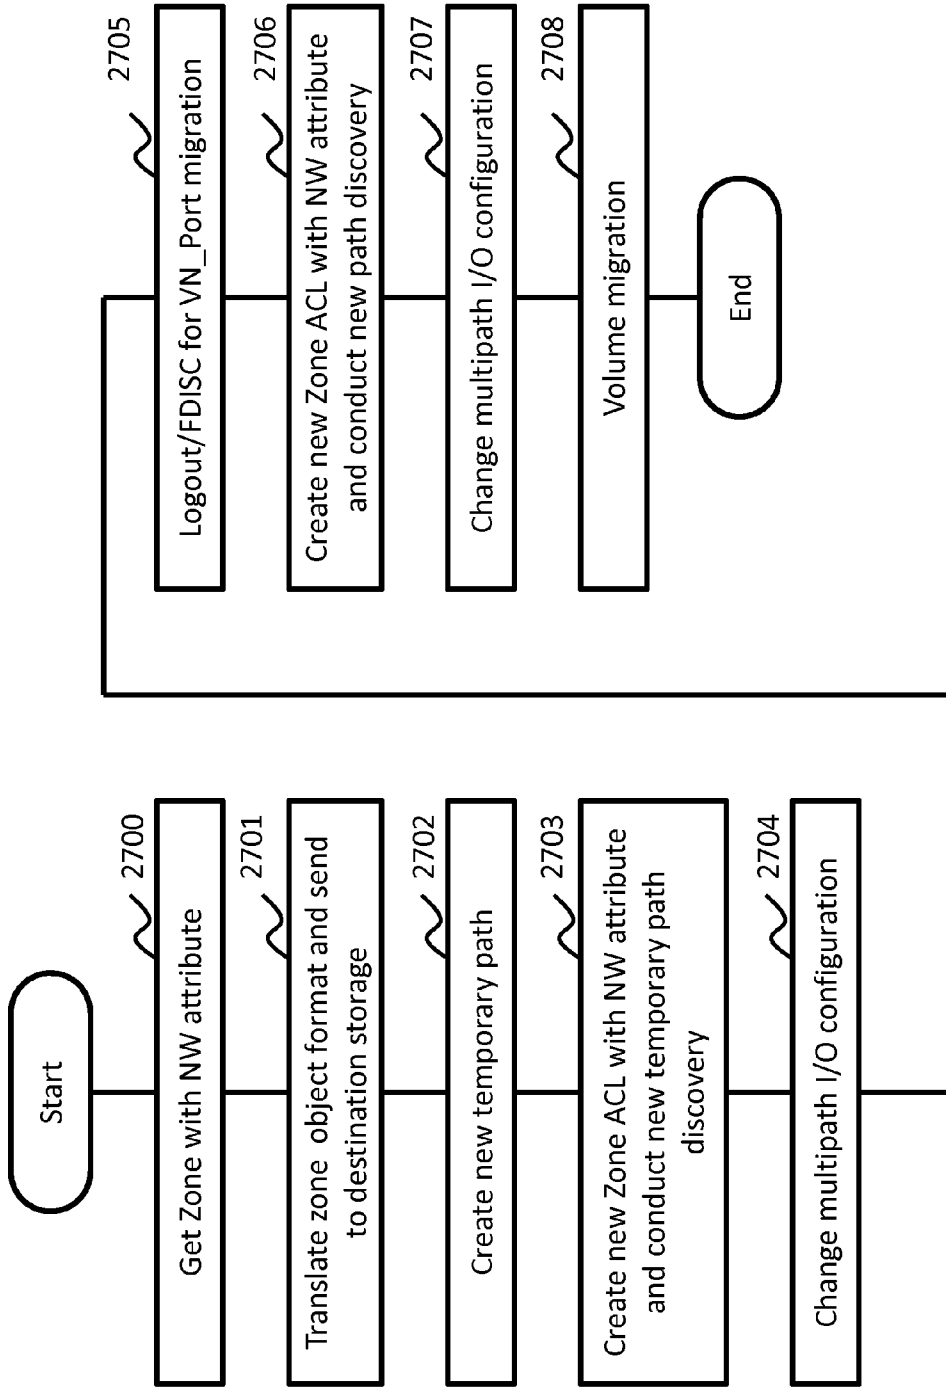 Start
2700
Get Zone with NW attribute
2701
Translate zone object format and send
to destination storage
2702
Create new temporary path
2703
Create new Zone ACL with NW attribute
and conduct new temporary path
discovery
2704
Change multipath I/O configuration
2705
Logout/FDISC for VN_Port migration
2706
Create new Zone ACL with NW attribute
and conduct new path discovery
2707
Change multipath I/O configuration
2708
Volume migration
End